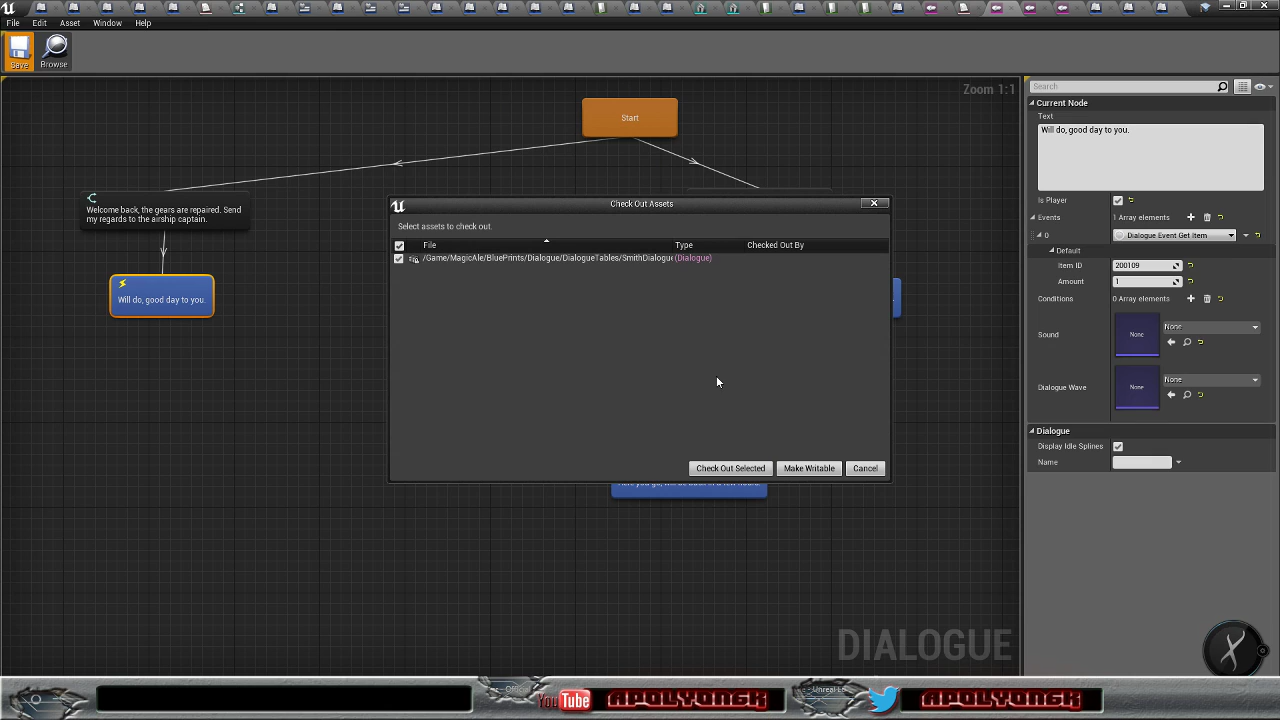 File Edit Asset Window Help
Save Browse
Zoom 1:1
Start
Welcome back, the gears are repaired. Send
my regards to the airship captain.
Will do, good day to you.
Check Out Assets
Select assets to check out.
File Type Checked Out By
/Game/MagicAle/BluePrints/Dialogue/DialogueTables/SmithDialogue (Dialogue)
Check Out Selected Make Writable Cancel
DIALOGUE
Search
Current Node
Text
Will do, good day to you.
Is Player
Events 1 Array elements
0 Dialogue Event Get Item
Default
Item ID 200109
Amount 1
Conditions 0 Array elements
Sound None None
Dialogue Wave None None
Dialogue
Display Idle Splines
Name
Official
YouTube APOLYONGK
Unreal Ed
APOLYONGK